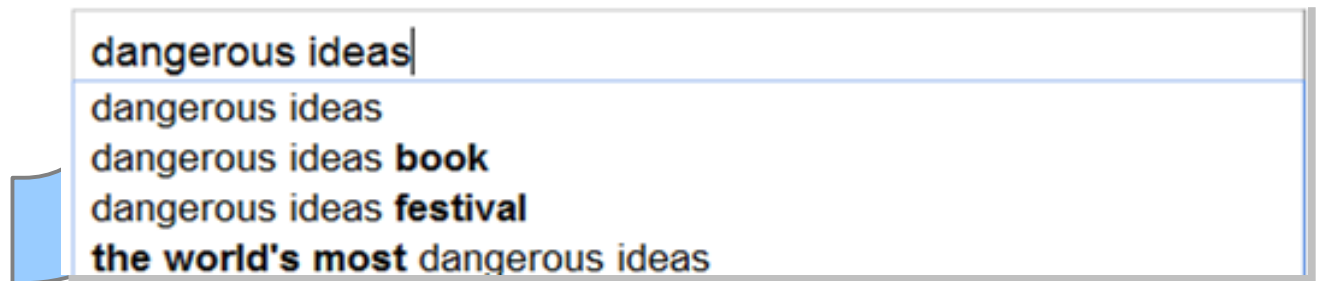 dangerous ideas
dangerous ideas
dangerous ideas book
dangerous ideas festival
the world's most dangerous ideas